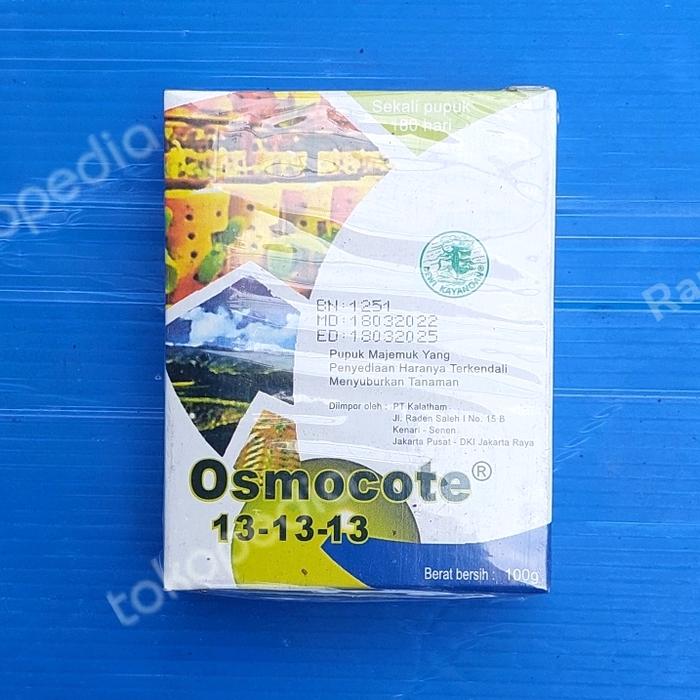 Sekali pupuk
180 hari
KAYANGAN
BN:1251
MD:18032022
ED:18032025
Pupuk Majemuk Yang
Penyediaan Haranya Terkendali
Menyuburkan Tanaman
Diimpor oleh : PT Kalatham
Jl. Raden Saleh I No. 15 B
Kenari - Senen
Jakarta Pusat - DKI Jakarta Raya
Osmocote®
13-13-13
Berat bersih : 100g
tokopedia